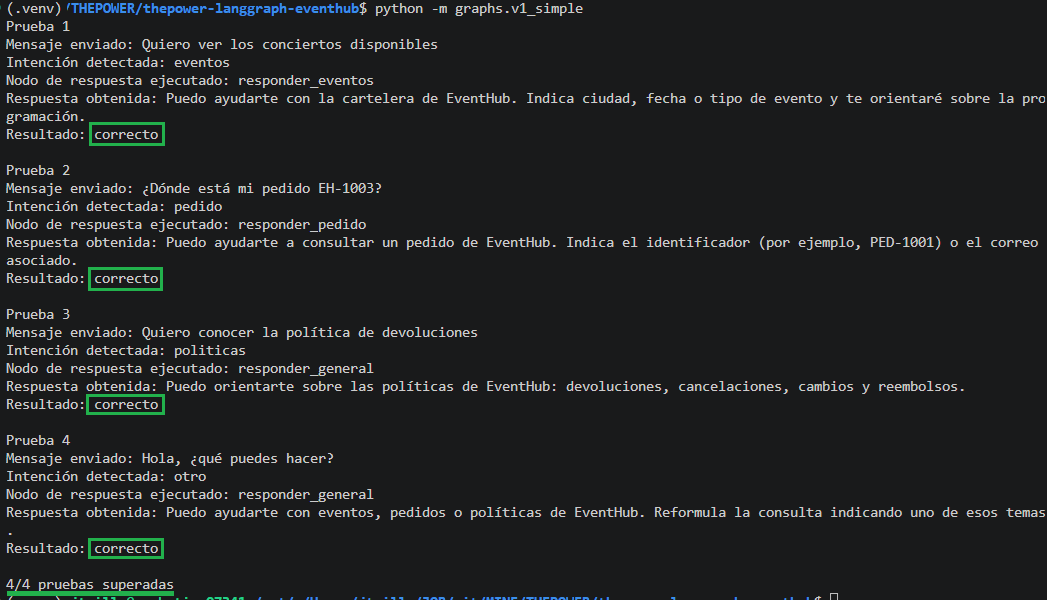 (.venv) /THEPOWER/thepower-langgraph-eventhub$ python -m graphs.v1_simple
Prueba 1
Mensaje enviado: Quiero ver los conciertos disponibles
Intención detectada: eventos
Nodo de respuesta ejecutado: responder_eventos
Respuesta obtenida: Puedo ayudarte con la cartelera de EventHub. Indica ciudad, fecha o tipo de evento y te orientaré sobre la pro
gramación.
Resultado: correcto
Prueba 2
Mensaje enviado: ¿Dónde está mi pedido EH-1003?
Intención detectada: pedido
Nodo de respuesta ejecutado: responder_pedido
Respuesta obtenida: Puedo ayudarte a consultar un pedido de EventHub. Indica el identificador (por ejemplo, PED-1001) o el correo
asociado.
Resultado: correcto
Prueba 3
Mensaje enviado: Quiero conocer la política de devoluciones
Intención detectada: politicas
Nodo de respuesta ejecutado: responder_general
Respuesta obtenida: Puedo orientarte sobre las políticas de EventHub: devoluciones, cancelaciones, cambios y reembolsos.
Resultado: correcto
Prueba 4
Mensaje enviado: Hola, ¿qué puedes hacer?
Intención detectada: otro
Nodo de respuesta ejecutado: responder_general
Respuesta obtenida: Puedo ayudarte con eventos, pedidos o políticas de EventHub. Reformula la consulta indicando uno de esos temas
.
Resultado: correcto
4/4 pruebas superadas